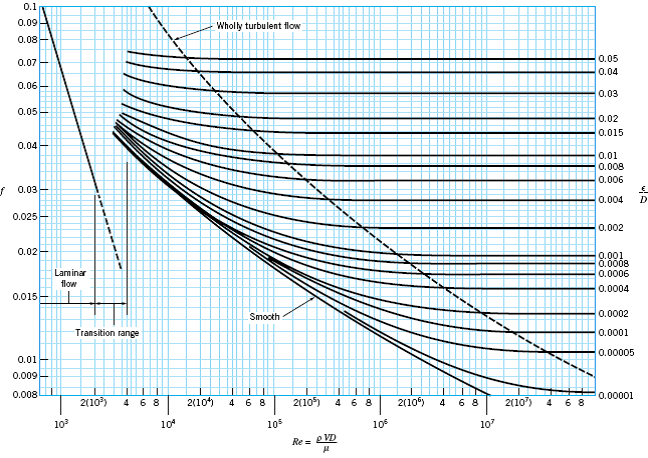 0.1
0.09
0.08
0.07
0.06
0.05
0.04
0.03
0.025
0.02
0.015
0.01
0.009
0.008
f
Wholly turbulent flow
Laminar
flow
Transition range
Smooth
0.05
0.04
0.03
0.02
0.015
0.01
0.008
0.006
0.004
0.002
0.001
0.0008
0.0006
0.0004
0.0002
0.0001
0.00005
0.00001
ϵ
D
2(10³) 4 6 8 2(10⁴) 4 6 8 2(10⁵) 4 6 8 2(10⁶) 4 6 8 2(10⁷) 4 6 8
10³ 10⁴ 10⁵ 10⁶ 10⁷
Re = ρVD
μ